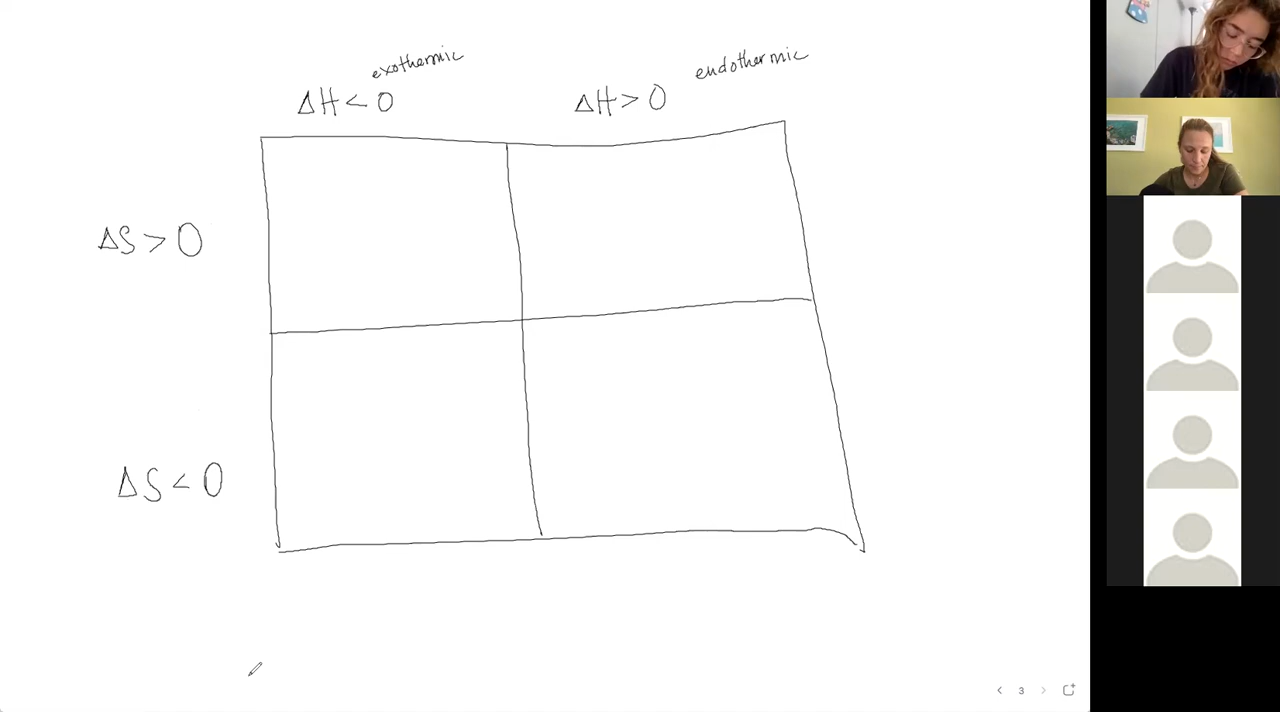 exothermic
endothermic
ΔH < 0
ΔH > 0
ΔS > 0
ΔS < 0
3